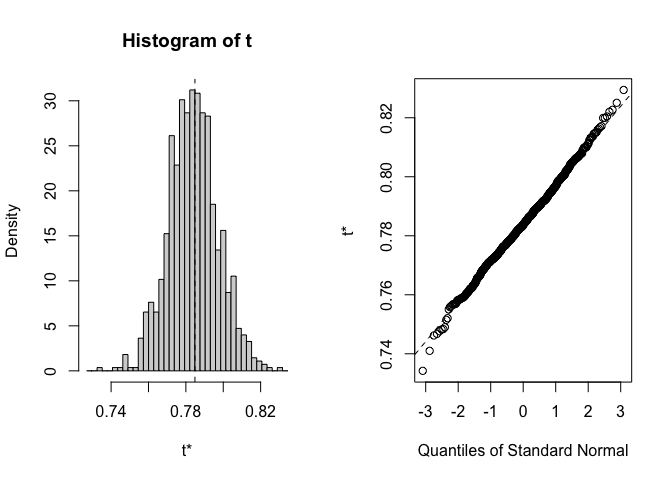 Histogram of t
Density
0 5 10 15 20 25 30
0.74 0.78 0.82
t*
t*
0.74 0.76 0.78 0.80 0.82
-3 -2 -1 0 1 2 3
Quantiles of Standard Normal